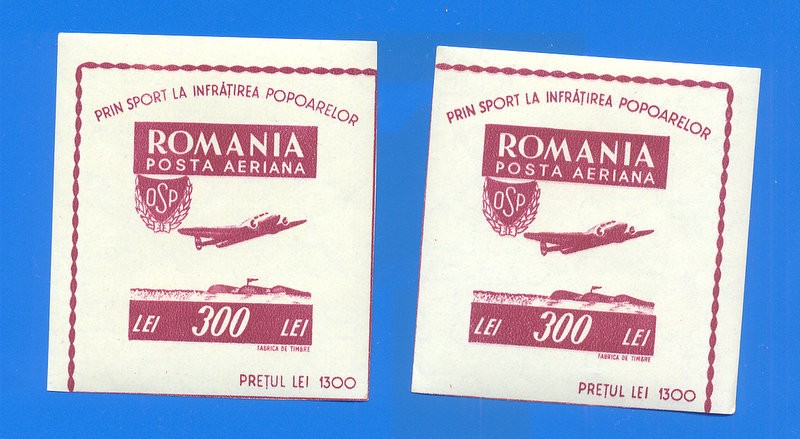 PRIN SPORT LA INFRĂȚIREA POPOARELOR
ROMANIA
POSTA AERIANA
OSP
LEI 300 LEI
FABRICA DE TIMBRE
PREȚUL LEI 1300
PRIN SPORT LA INFRĂȚIREA POPOARELOR
ROMANIA
POSTA AERIANA
OSP
LEI 300 LEI
FABRICA DE TIMBRE
PREȚUL LEI 1300